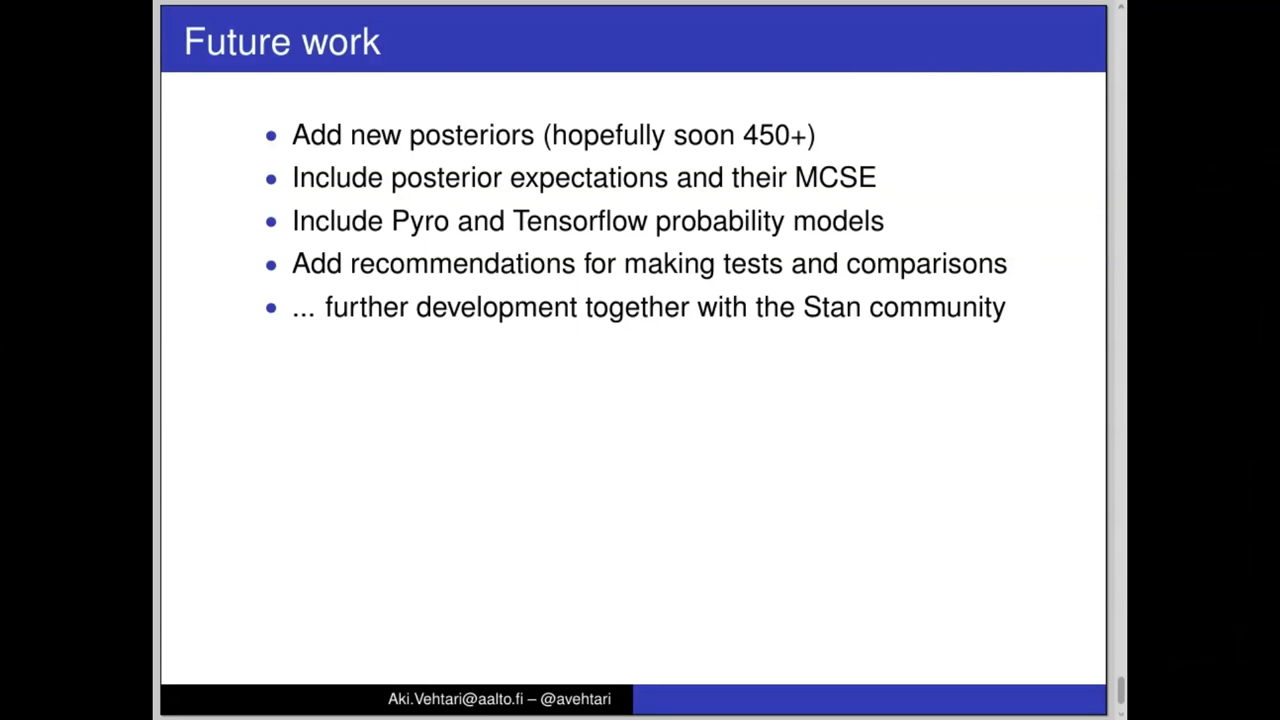 Future work
• Add new posteriors (hopefully soon 450+)
• Include posterior expectations and their MCSE
• Include Pyro and Tensorflow probability models
• Add recommendations for making tests and comparisons
• ... further development together with the Stan community
Aki.Vehtari@aalto.fi – @avehtari